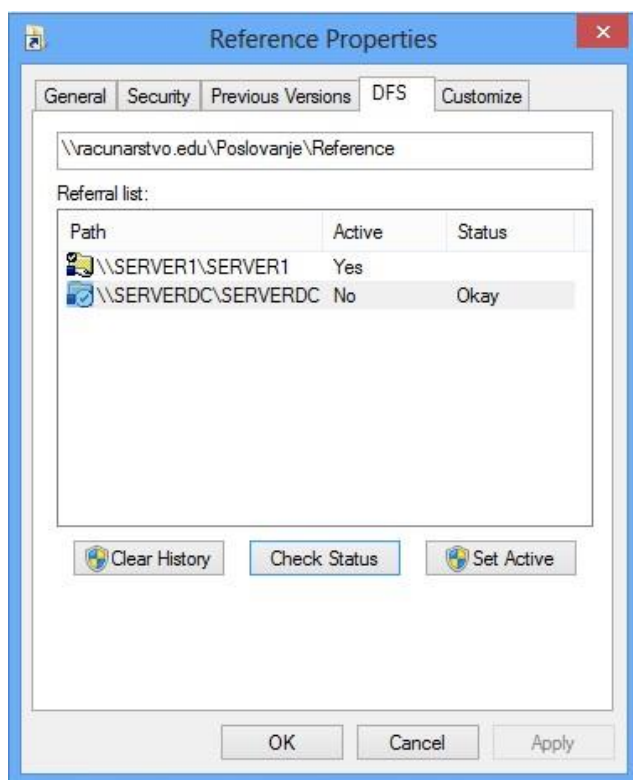 Reference Properties
General Security Previous Versions DFS Customize
\\racunarstvo.edu\Poslovanje\Reference
Referral list:
Path Active Status
\\SERVER1\SERVER1 Yes
\\SERVERDC\SERVERDC No Okay
Clear History Check Status Set Active
OK Cancel Apply